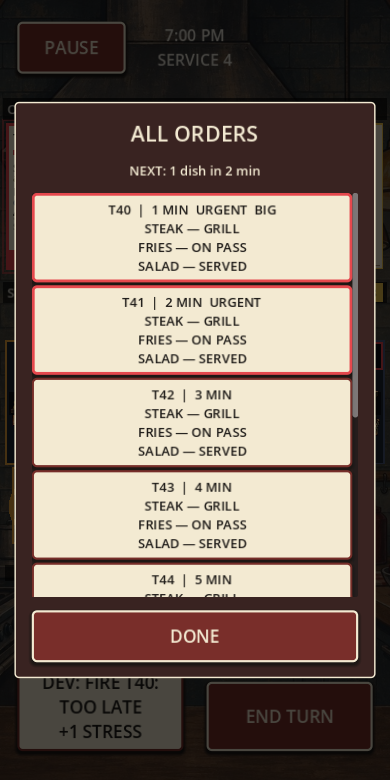 PAUSE
7:00 PM
SERVICE 4
ALL ORDERS
NEXT: 1 dish in 2 min
T40 | 1 MIN URGENT BIG
STEAK — GRILL
FRIES — ON PASS
SALAD — SERVED
T41 | 2 MIN URGENT
STEAK — GRILL
FRIES — ON PASS
SALAD — SERVED
T42 | 3 MIN
STEAK — GRILL
FRIES — ON PASS
SALAD — SERVED
T43 | 4 MIN
STEAK — GRILL
FRIES — ON PASS
SALAD — SERVED
T44 | 5 MIN
STEAK — GRILL
DONE
DEV: FIRE T40:
TOO LATE
+1 STRESS
END TURN